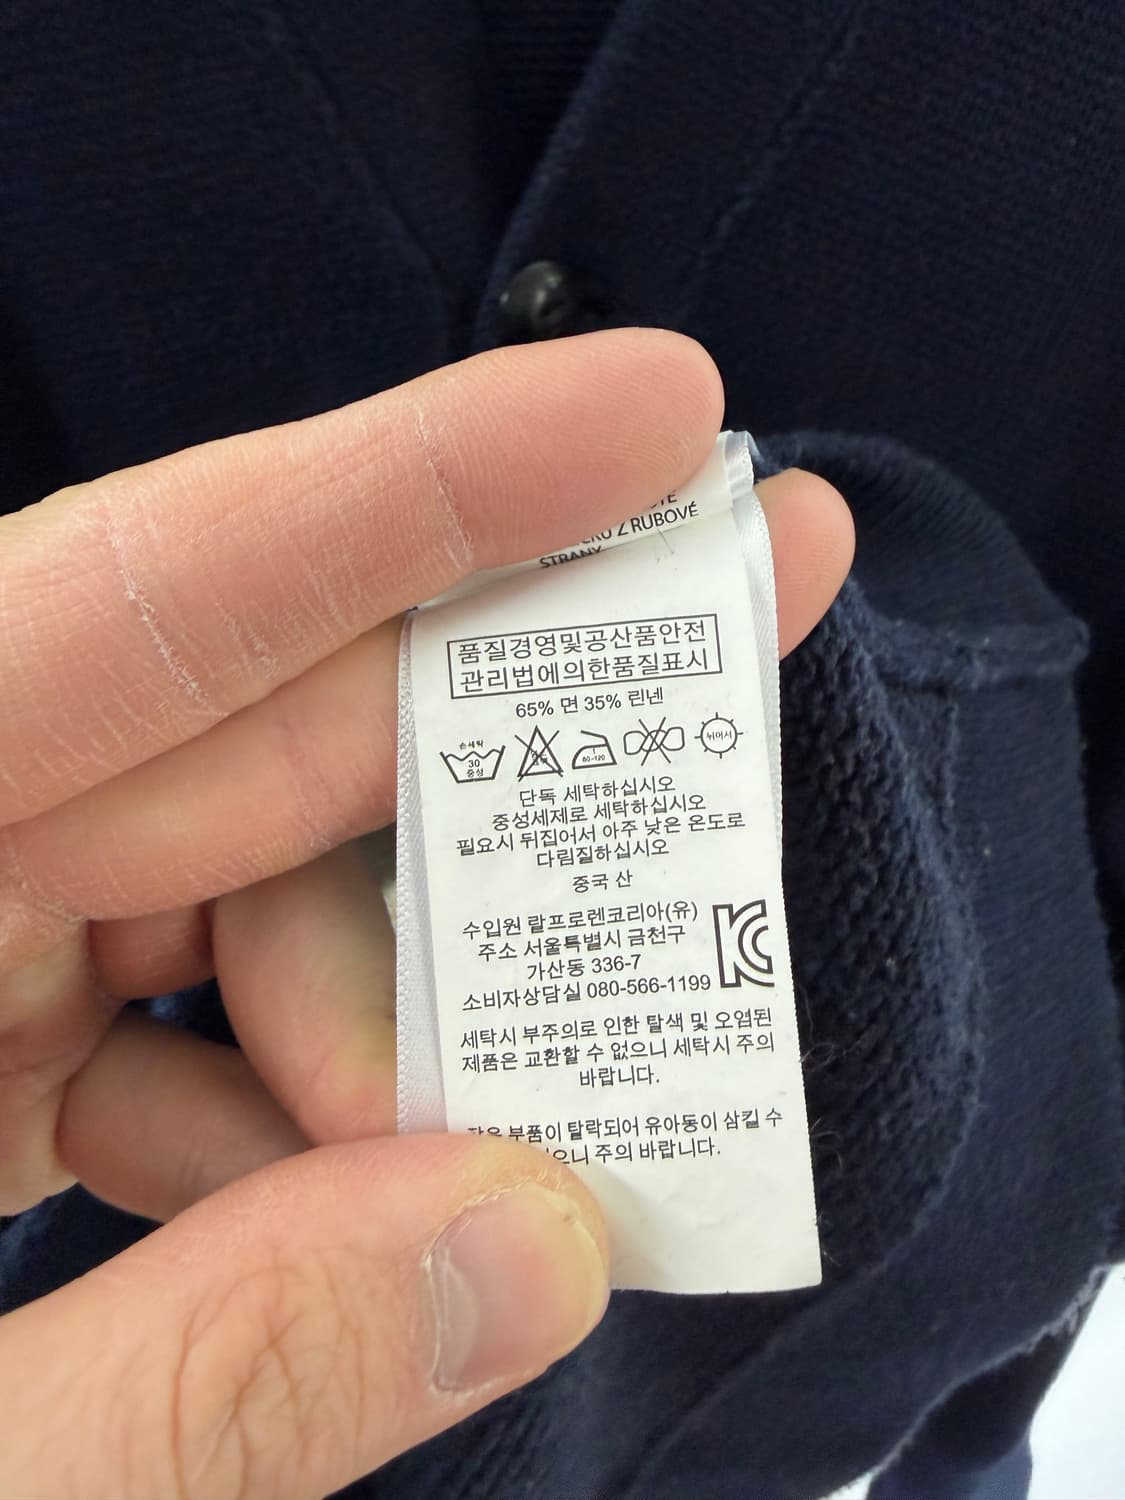 Z RUBOVÉ
STRANY
품질경영및공산품안전
관리법에의한품질표시
65% 면 35% 린넨
손세탁
30
중성
80-120
뉘어서
단독 세탁하십시오
중성세제로 세탁하십시오
필요시 뒤집어서 아주 낮은 온도로
다림질하십시오
중국 산
수입원 랄프로렌코리아(유)
주소 서울특별시 금천구
가산동 336-7
소비자상담실 080-566-1199
세탁시 부주의로 인한 탈색 및 오염된
제품은 교환할 수 없으니 세탁시 주의
바랍니다.
부품이 탈락되어 유아동이 삼킬 수
주의 바랍니다.